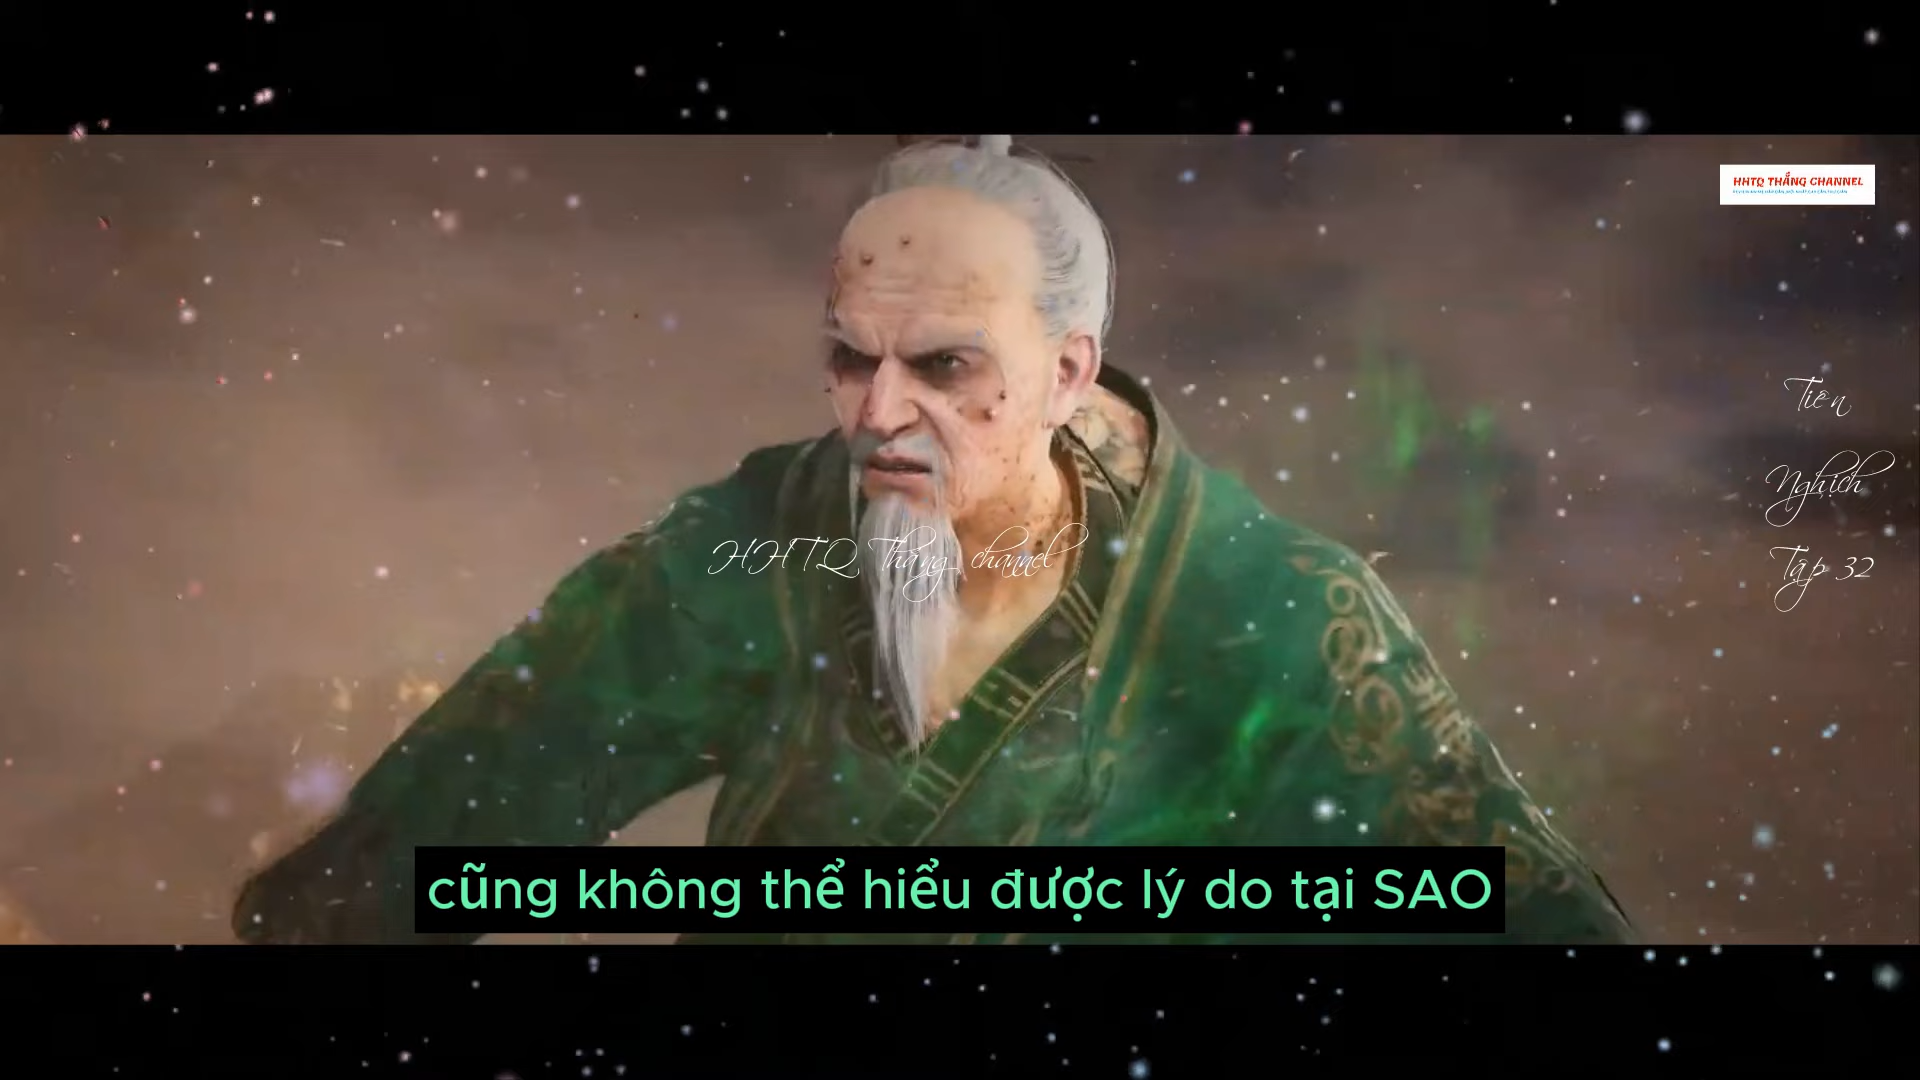 HHTQ THẮNG CHANNEL
Tiên
Nghịch
Tập 32
HHTQ Thắng channel
cũng không thể hiểu được lý do tại SAO